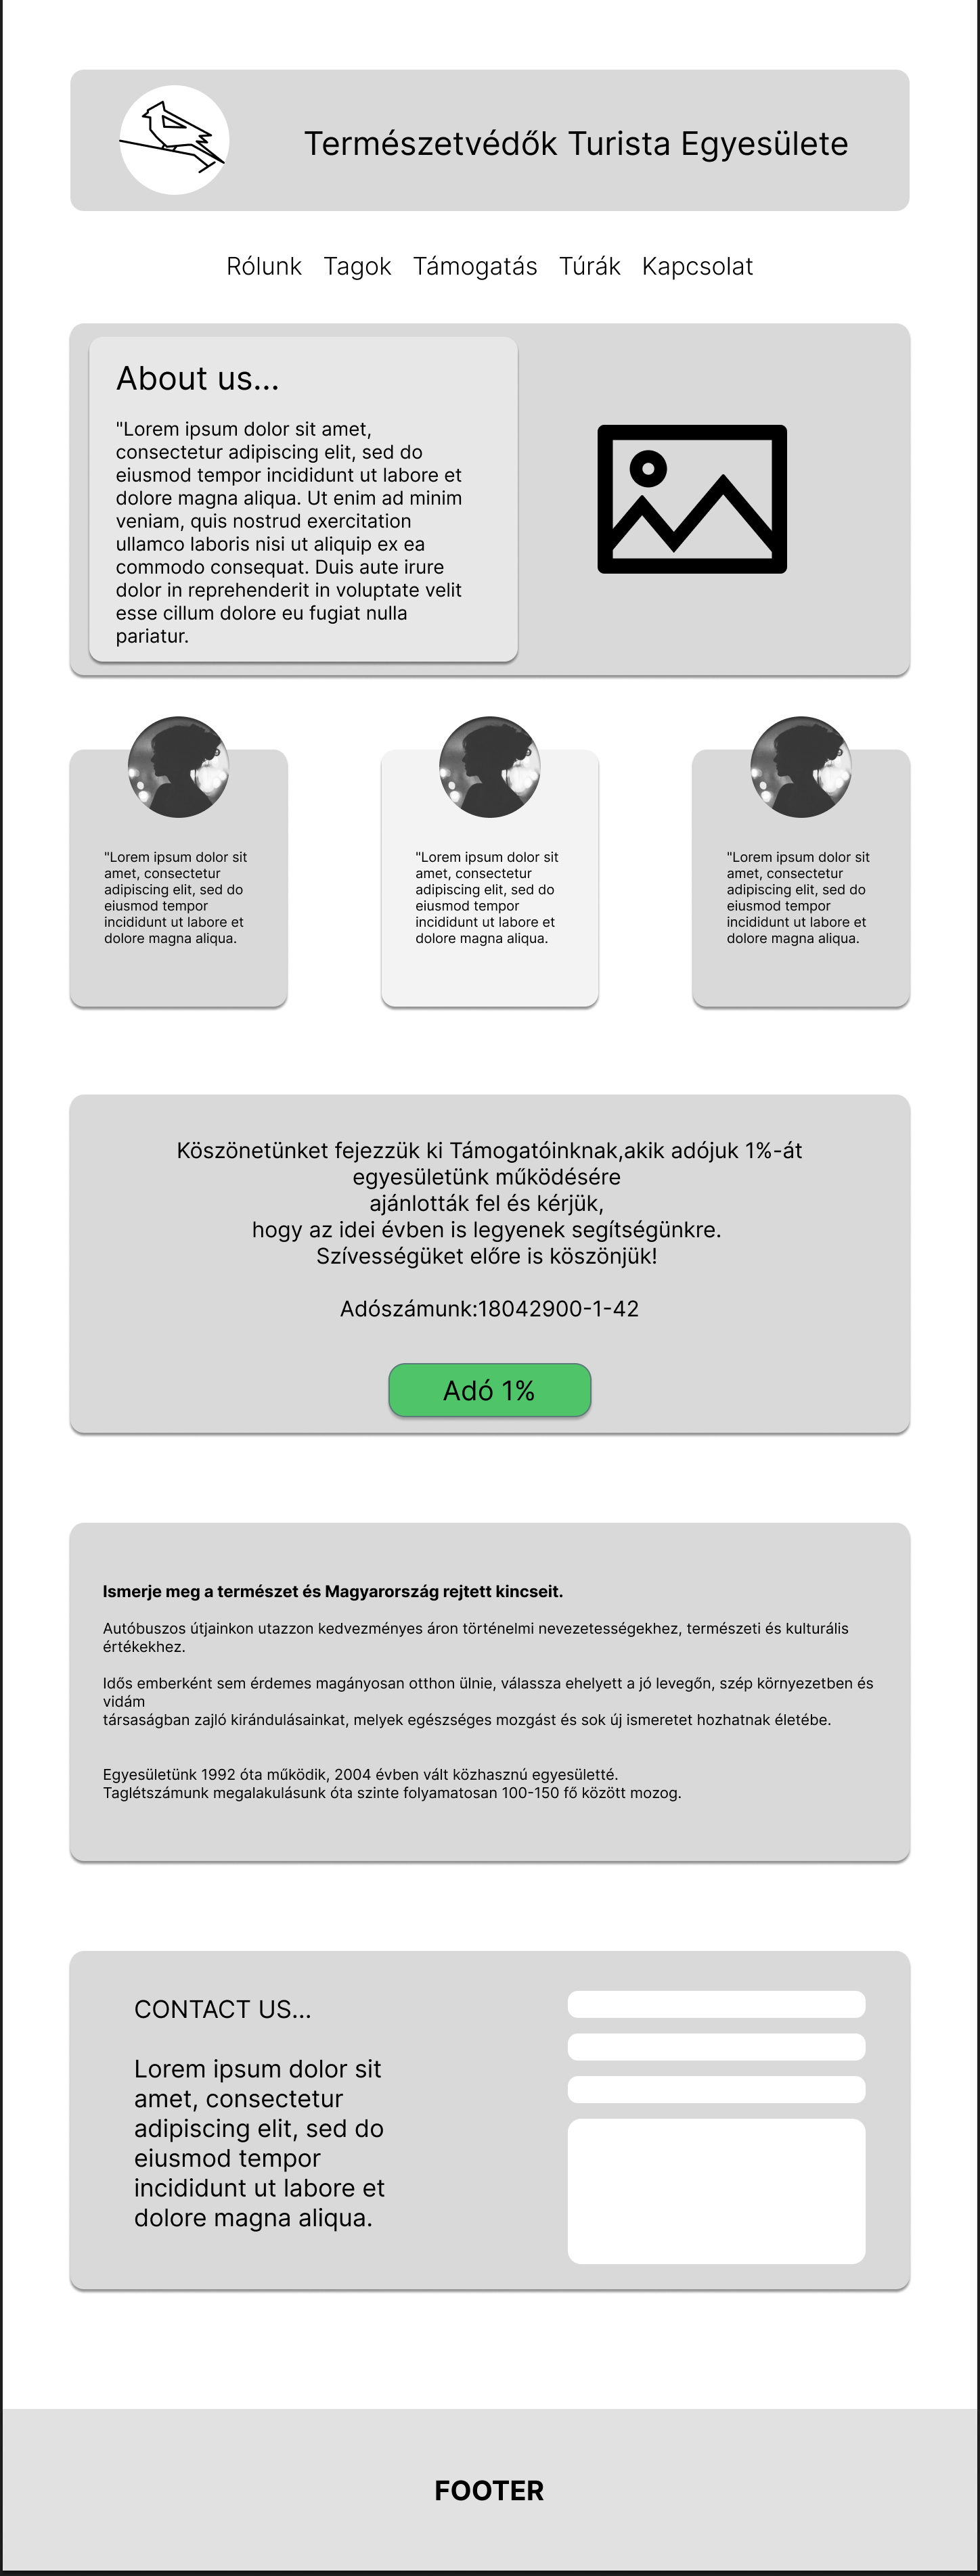 Természetvédők Turista Egyesülete
Rólunk Tagok Támogatás Túrák Kapcsolat
About us...
"Lorem ipsum dolor sit amet,
consectetur adipiscing elit, sed do
eiusmod tempor incididunt ut labore et
dolore magna aliqua. Ut enim ad minim
veniam, quis nostrud exercitation
ullamco laboris nisi ut aliquip ex ea
commodo consequat. Duis aute irure
dolor in reprehenderit in voluptate velit
esse cillum dolore eu fugiat nulla
pariatur.
"Lorem ipsum dolor sit
amet, consectetur
adipiscing elit, sed do
eiusmod tempor
incididunt ut labore et
dolore magna aliqua.
"Lorem ipsum dolor sit
amet, consectetur
adipiscing elit, sed do
eiusmod tempor
incididunt ut labore et
dolore magna aliqua.
"Lorem ipsum dolor sit
amet, consectetur
adipiscing elit, sed do
eiusmod tempor
incididunt ut labore et
dolore magna aliqua.
Köszönetünket fejezzük ki Támogatóinknak,akik adójuk 1%-át
egyesületünk működésére
ajánlották fel és kérjük,
hogy az idei évben is legyenek segítségünkre.
Szívességüket előre is köszönjük!
Adószámunk:18042900-1-42
Adó 1%
Ismerje meg a természet és Magyarország rejtett kincseit.
Autóbuszos útjainkon utazzon kedvezményes áron történelmi nevezetességekhez, természeti és kulturális
értékekhez.
Idős emberként sem érdemes magányosan otthon ülnie, válassza ehelyett a jó levegőn, szép környezetben és
vidám
társaságban zajló kirándulásainkat, melyek egészséges mozgást és sok új ismeretet hozhatnak életébe.
Egyesületünk 1992 óta működik, 2004 évben vált közhasznú egyesületté.
Taglétszámunk megalakulásunk óta szinte folyamatosan 100-150 fő között mozog.
CONTACT US...
Lorem ipsum dolor sit
amet, consectetur
adipiscing elit, sed do
eiusmod tempor
incididunt ut labore et
dolore magna aliqua.
FOOTER